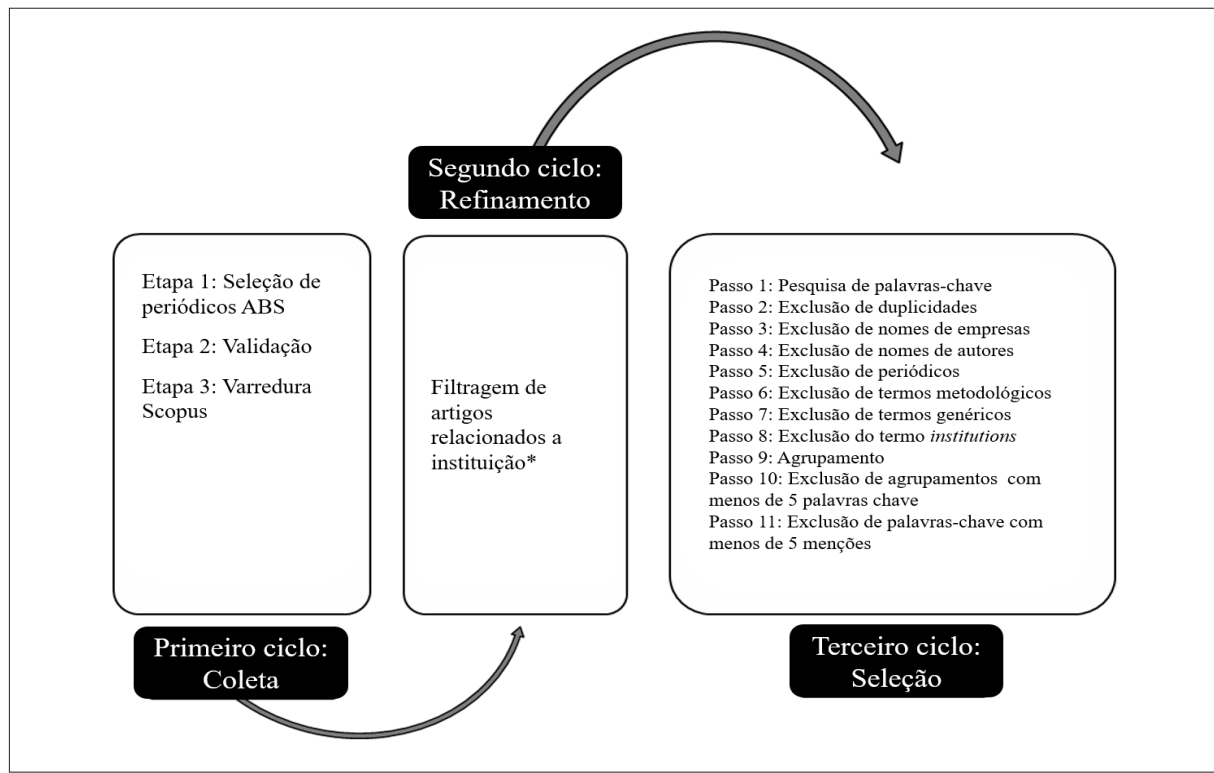 Primeiro ciclo:
Coleta
Etapa 1: Seleção de
periódicos ABS
Etapa 2: Validação
Etapa 3: Varredura
Scopus
Segundo ciclo:
Refinamento
Filtragem de
artigos
relacionados a
instituição*
Terceiro ciclo:
Seleção
Passo 1: Pesquisa de palavras-chave
Passo 2: Exclusão de duplicidades
Passo 3: Exclusão de nomes de empresas
Passo 4: Exclusão de nomes de autores
Passo 5: Exclusão de periódicos
Passo 6: Exclusão de termos metodológicos
Passo 7: Exclusão de termos genéricos
Passo 8: Exclusão do termo institutions
Passo 9: Agrupamento
Passo 10: Exclusão de agrupamentos com
menos de 5 palavras chave
Passo 11: Exclusão de palavras-chave com
menos de 5 menções